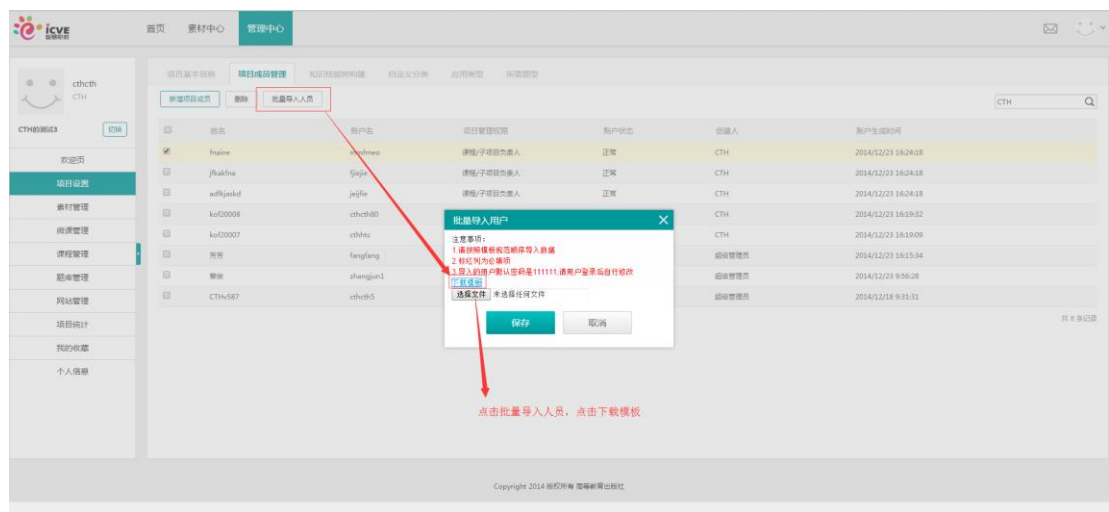 iCVE
智慧职教
首页 素材中心 管理中心
cthcth
CTH
CTH的测试3 切换
欢迎页
项目设置
素材管理
微课管理
课程管理
题库管理
网站管理
项目统计
我的收藏
个人信息
项目基本信息 项目成员管理 知识技能树构建 自定义分类 应用类型 所需题型
新增项目成员 删除 批量导入人员 CTH
姓名 账户名 项目管理权限 账户状态 创建人 账户生成时间
fnaine 课程/子项目负责人 正常 CTH 2014/12/23 16:24:18
jfkakfna fjiejie 课程/子项目负责人 正常 CTH 2014/12/23 16:24:18
adfkjaskd jeijfie 课程/子项目负责人 正常 CTH 2014/12/23 16:24:18
kof20008 cthcth80 CTH 2014/12/23 16:19:32
kof20007 cthhtc CTH 2014/12/23 16:19:09
芳芳 fangfang 超级管理员 2014/12/23 16:15:34
zhangjun1 超级管理员 2014/12/23 9:56:28
CTHv587 cthcth5 超级管理员 2014/12/18 9:31:31
共 8 条记录
批量导入用户
注意事项：
1.请按照模板规范顺序导入数据
2.标红列为必填项
3.导入的用户默认密码是111111,请用户登录后自行修改
下载模板
选择文件 未选择任何文件
保存 取消
点击批量导入人员，点击下载模板
Copyright 2014 版权所有 高等教育出版社